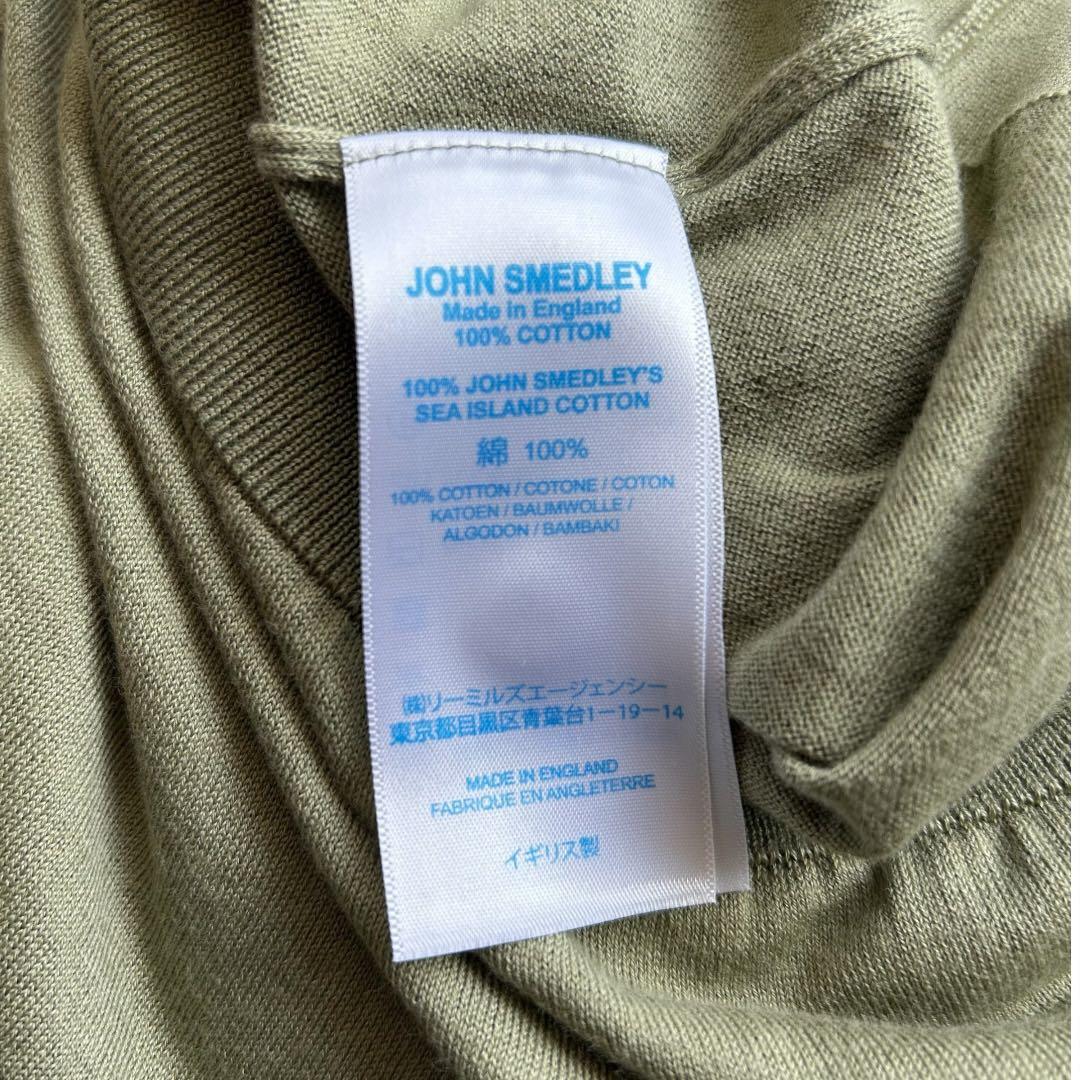 JOHN SMEDLEY
Made in England
100% COTTON
100% JOHN SMEDLEY'S
SEA ISLAND COTTON
綿 100%
100% COTTON / COTONE / COTON
KATOEN / BAUMWOLLE /
ALGODON / BAMBAKI
㈱リーミルズエージェンシー
東京都目黒区青葉台1-19-14
MADE IN ENGLAND
FABRIQUE EN ANGLETERRE
イギリス製